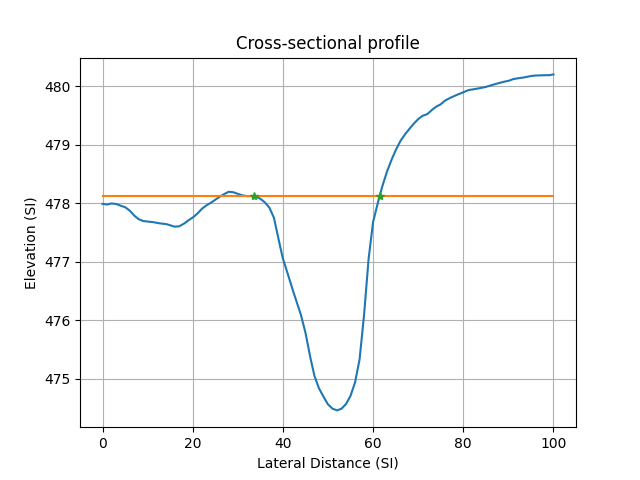 Cross-sectional profile
480
479
478
477
476
475
Elevation (SI)
0 20 40 60 80 100
Lateral Distance (SI)